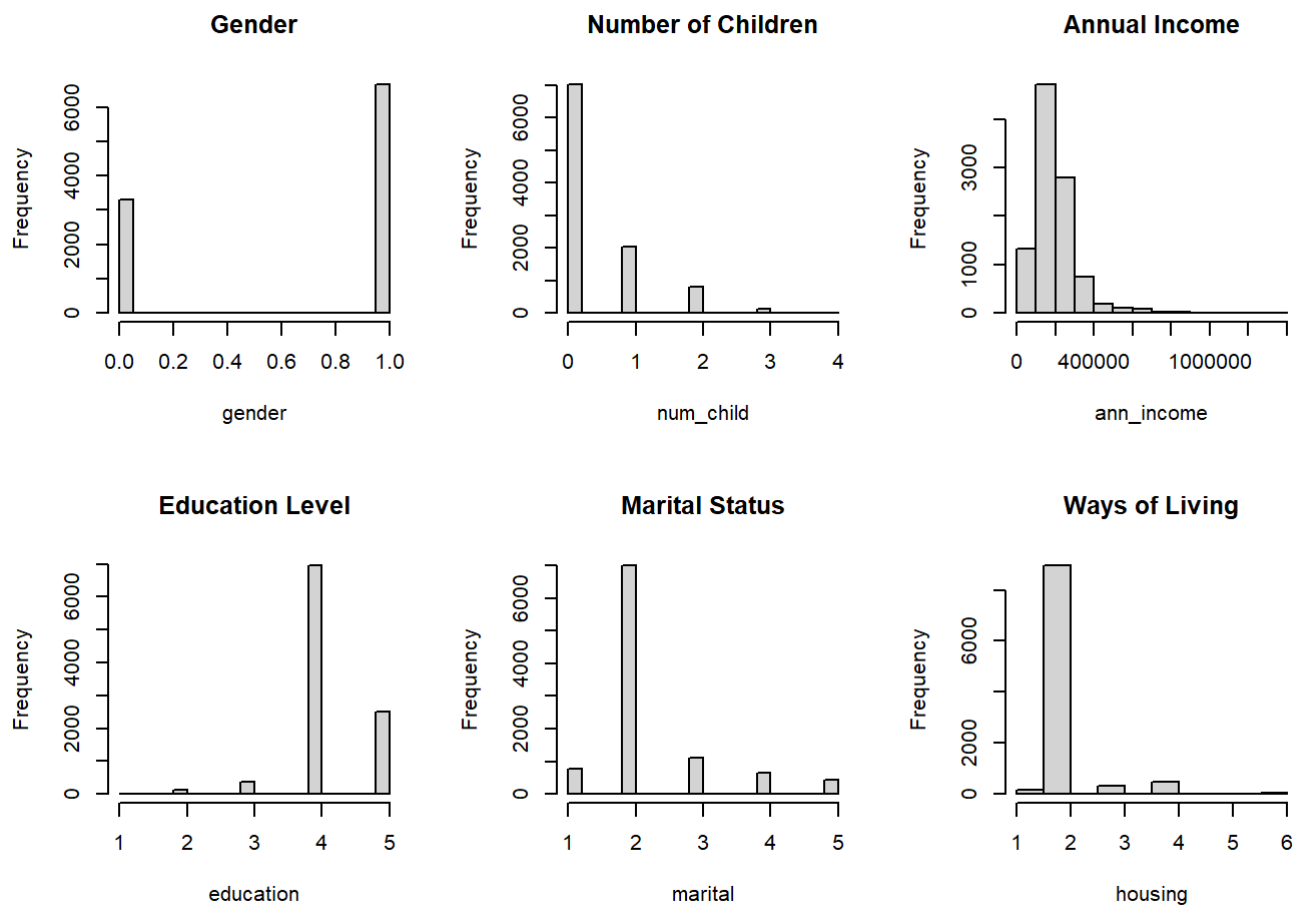 Gender
Frequency
0 2000 4000 6000
0.0 0.2 0.4 0.6 0.8 1.0
gender
Number of Children
Frequency
0 2000 4000 6000
0 1 2 3 4
num_child
Annual Income
Frequency
0 1000 3000
0 400000 1000000
ann_income
Education Level
Frequency
0 2000 4000 6000
1 2 3 4 5
education
Marital Status
Frequency
0 2000 4000 6000
1 2 3 4 5
marital
Ways of Living
Frequency
0 2000 6000
1 2 3 4 5 6
housing